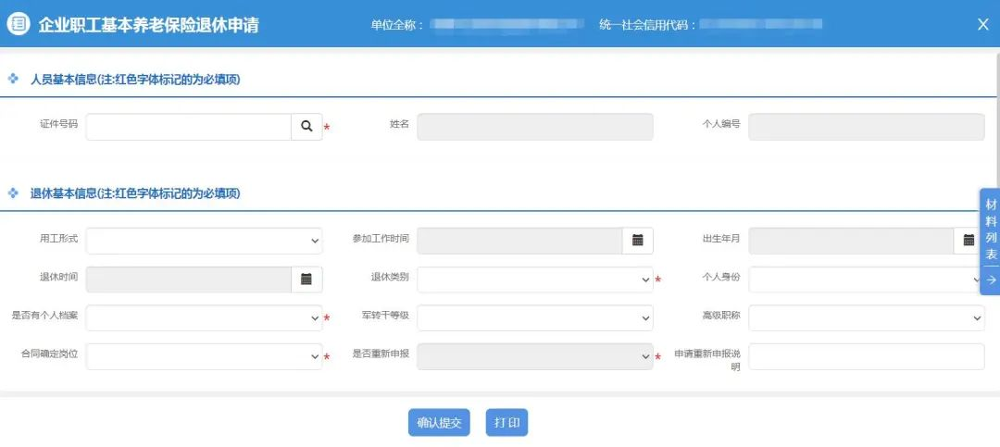 企业职工基本养老保险退休申请 单位全称： 统一社会信用代码： X
人员基本信息(注:红色字体标记的为必填项)
证件号码 * 姓名 个人编号
退休基本信息(注:红色字体标记的为必填项)
用工形式 参加工作时间 出生年月
退休时间 退休类别 * 个人身份
是否有个人档案 * 军转干等级 高级职称
合同确定岗位 * 是否重新申报 * 申请重新申报说
明
材
料
列
表
→
确认提交 打 印